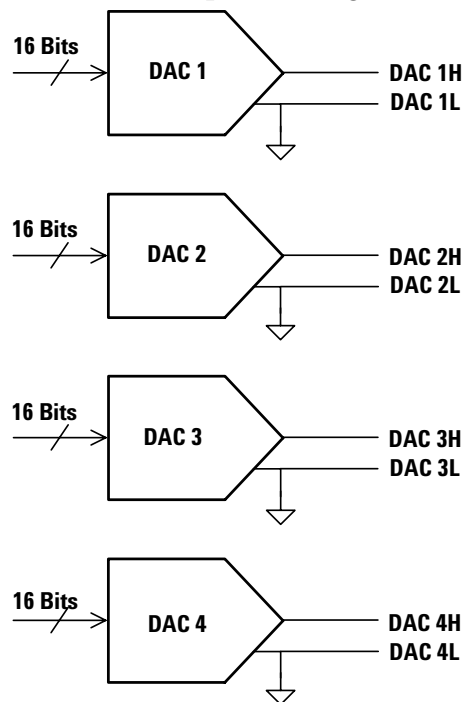 16 Bits
DAC 1
DAC 1H
DAC 1L
16 Bits
DAC 2
DAC 2H
DAC 2L
16 Bits
DAC 3
DAC 3H
DAC 3L
16 Bits
DAC 4
DAC 4H
DAC 4L